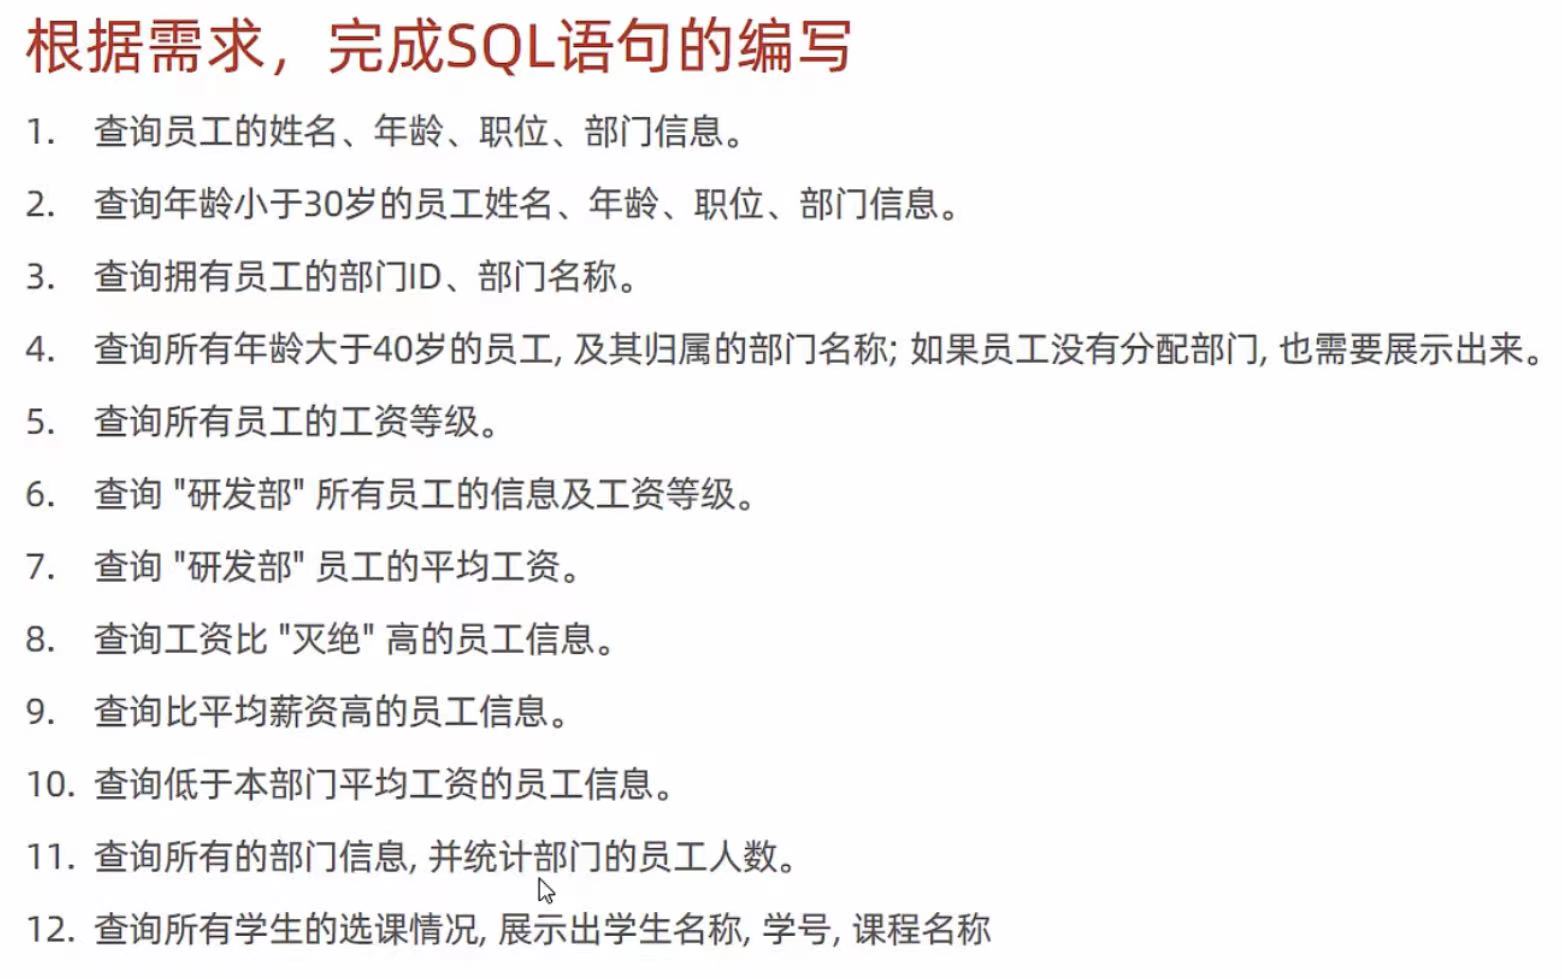 根据需求，完成SQL语句的编写
1. 查询员工的姓名、年龄、职位、部门信息。
2. 查询年龄小于30岁的员工姓名、年龄、职位、部门信息。
3. 查询拥有员工的部门ID、部门名称。
4. 查询所有年龄大于40岁的员工, 及其归属的部门名称; 如果员工没有分配部门, 也需要展示出来。
5. 查询所有员工的工资等级。
6. 查询 "研发部" 所有员工的信息及工资等级。
7. 查询 "研发部" 员工的平均工资。
8. 查询工资比 "灭绝" 高的员工信息。
9. 查询比平均薪资高的员工信息。
10. 查询低于本部门平均工资的员工信息。
11. 查询所有的部门信息, 并统计部门的员工人数。
12. 查询所有学生的选课情况, 展示出学生名称, 学号, 课程名称